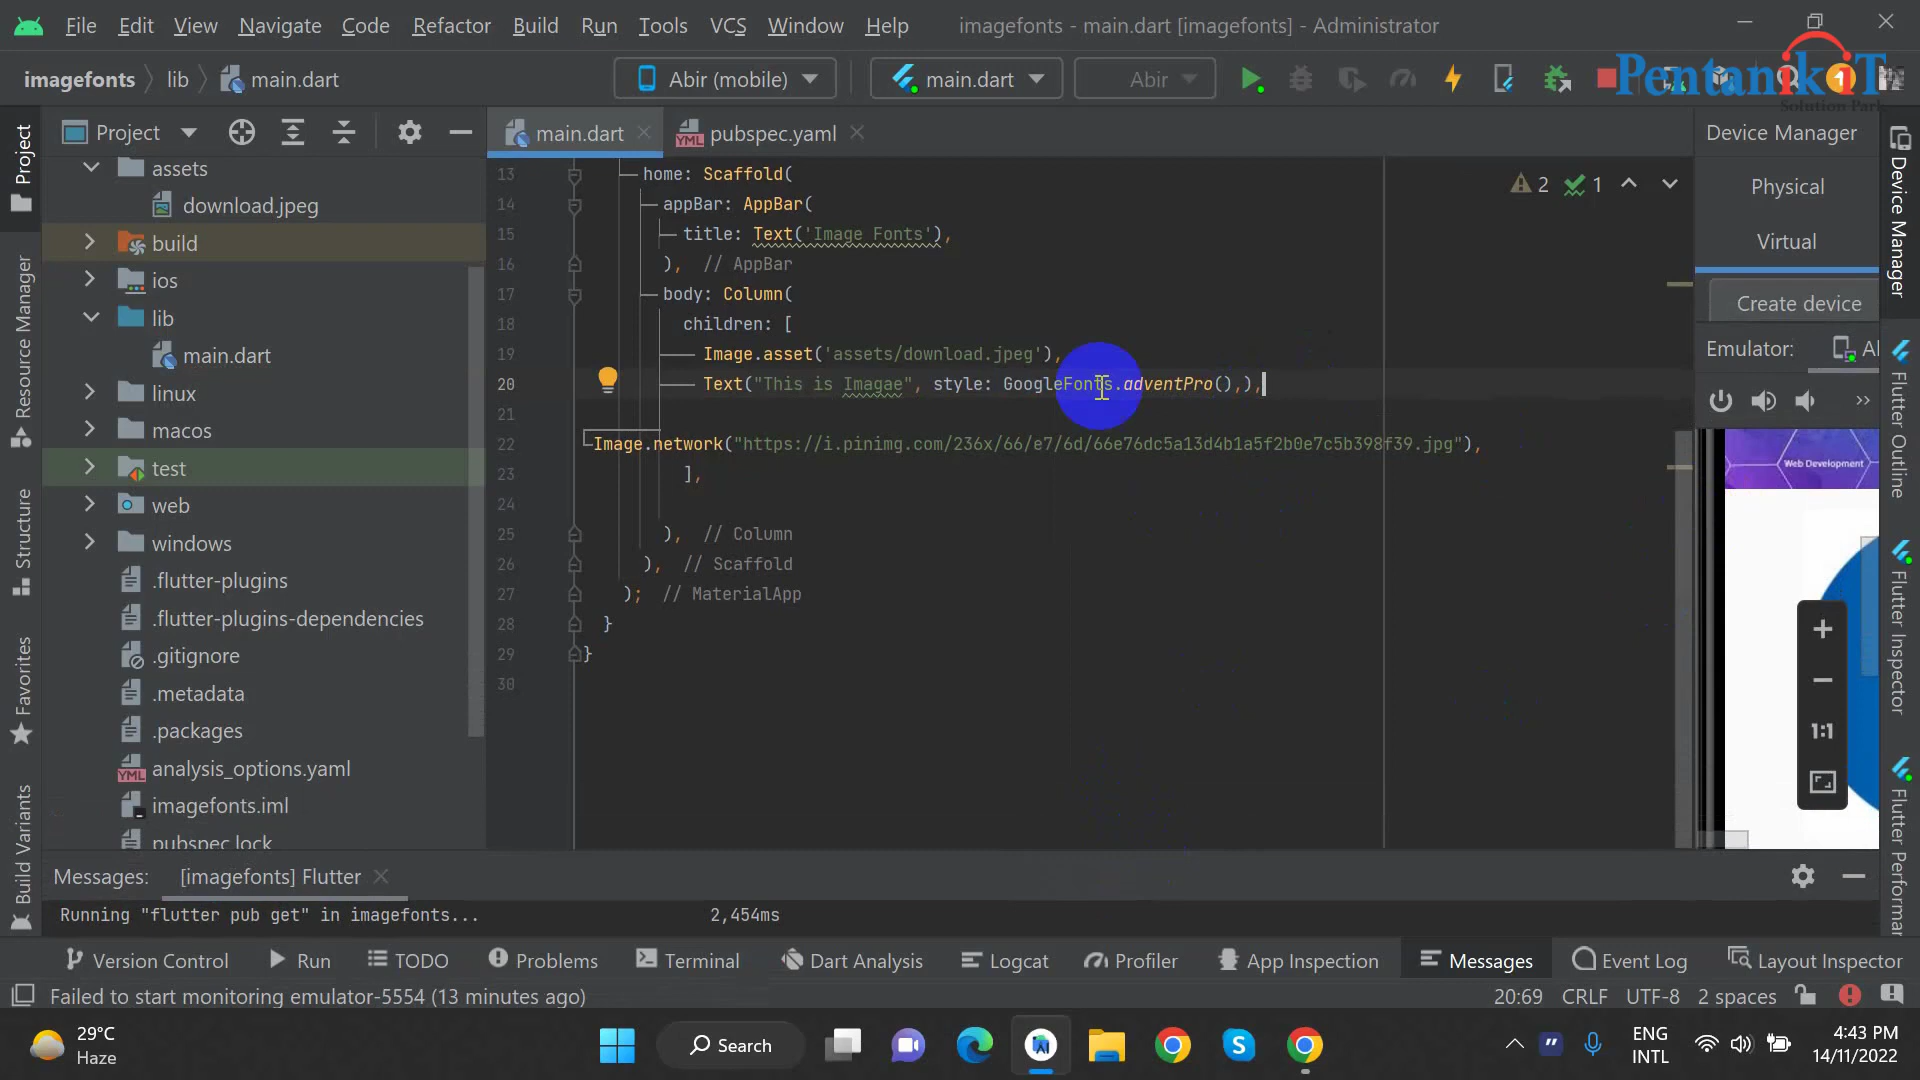 File Edit View Navigate Code Refactor Build Run Tools VCS Window Help imagefonts - main.dart [imagefonts] - Administrator
imagefonts lib main.dart Abir (mobile) main.dart Abir
Pentanik iT
Solution Park
Project
main.dart
pubspec.yaml
Device Manager
assets
download.jpeg
build
ios
lib
main.dart
linux
macos
test
web
windows
.flutter-plugins
.flutter-plugins-dependencies
.gitignore
.metadata
.packages
analysis_options.yaml
imagefonts.iml
pubspec.lock
13 home: Scaffold(
14 appBar: AppBar(
15 title: Text('Image Fonts'),
16 ), // AppBar
17 body: Column(
18 children: [
19 Image.asset('assets/download.jpeg'),
20 Text("This is Imagae", style: GoogleFonts.adventPro(),),
21
22 Image.network("https://i.pinimg.com/236x/66/e7/6d/66e76dc5a13d4b1a5f2b0e7c5b398f39.jpg"),
23 ],
24
25 ), // Column
26 ), // Scaffold
27 ); // MaterialApp
28 }
29 }
30
2 1
Physical
Virtual
Create device
Emulator: A
Web Development
1:1
Project
Resource Manager
Structure
Favorites
Build Variants
Device Manager
Flutter Outline
Flutter Inspector
Flutter Performa
Messages: [imagefonts] Flutter
Running "flutter pub get" in imagefonts... 2,454ms
Version Control Run TODO Problems Terminal Dart Analysis Logcat Profiler App Inspection Messages Event Log Layout Inspector
Failed to start monitoring emulator-5554 (13 minutes ago) 20:69 CRLF UTF-8 2 spaces
29°C
Haze
Search
ENG
INTL
4:43 PM
14/11/2022